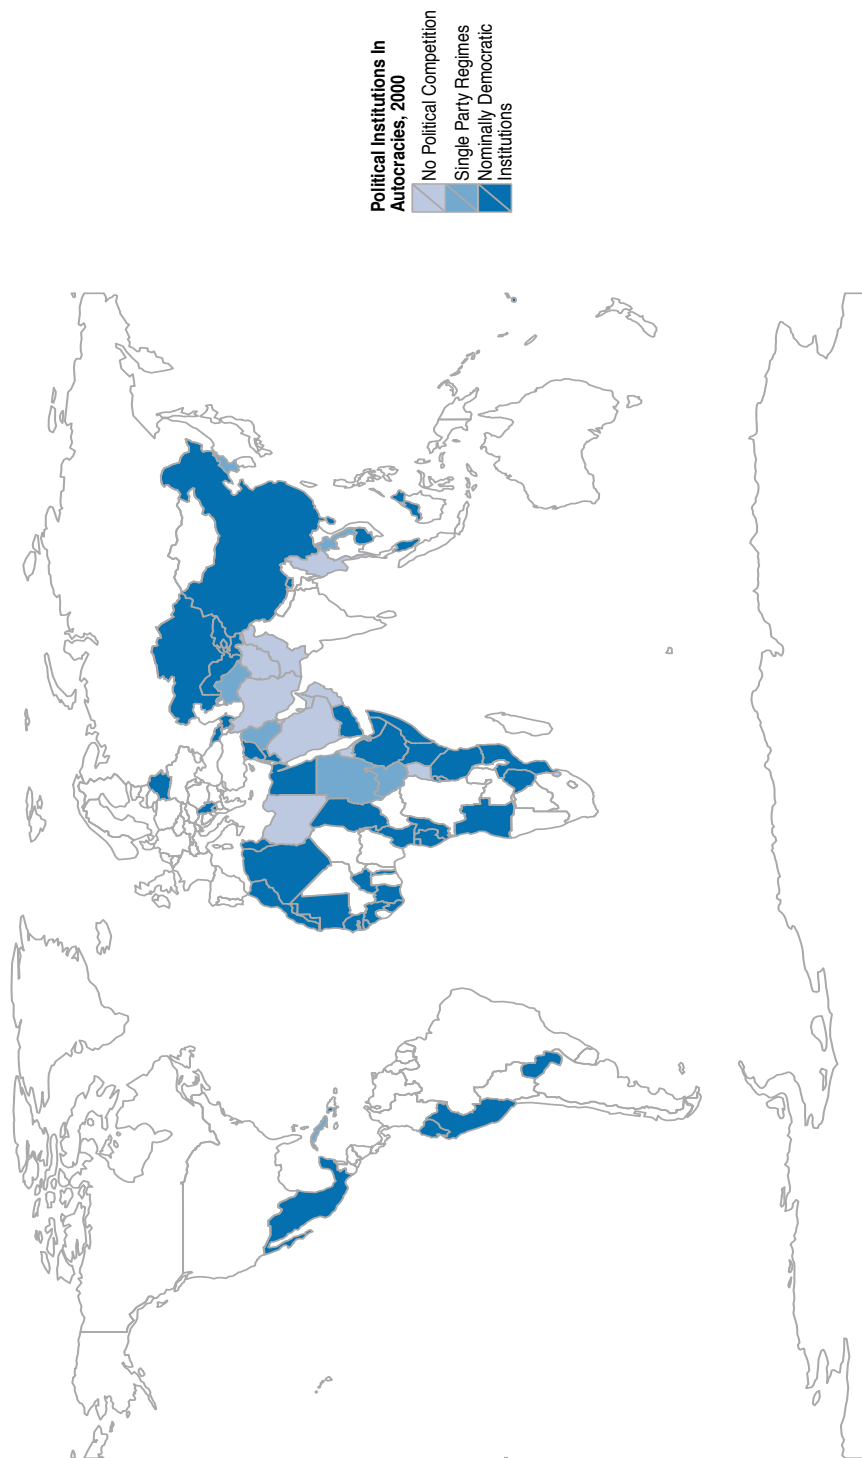 Political Institutions In
Autocracies, 2000
No Political Competition
Single Party Regimes
Nominally Democratic
Institutions